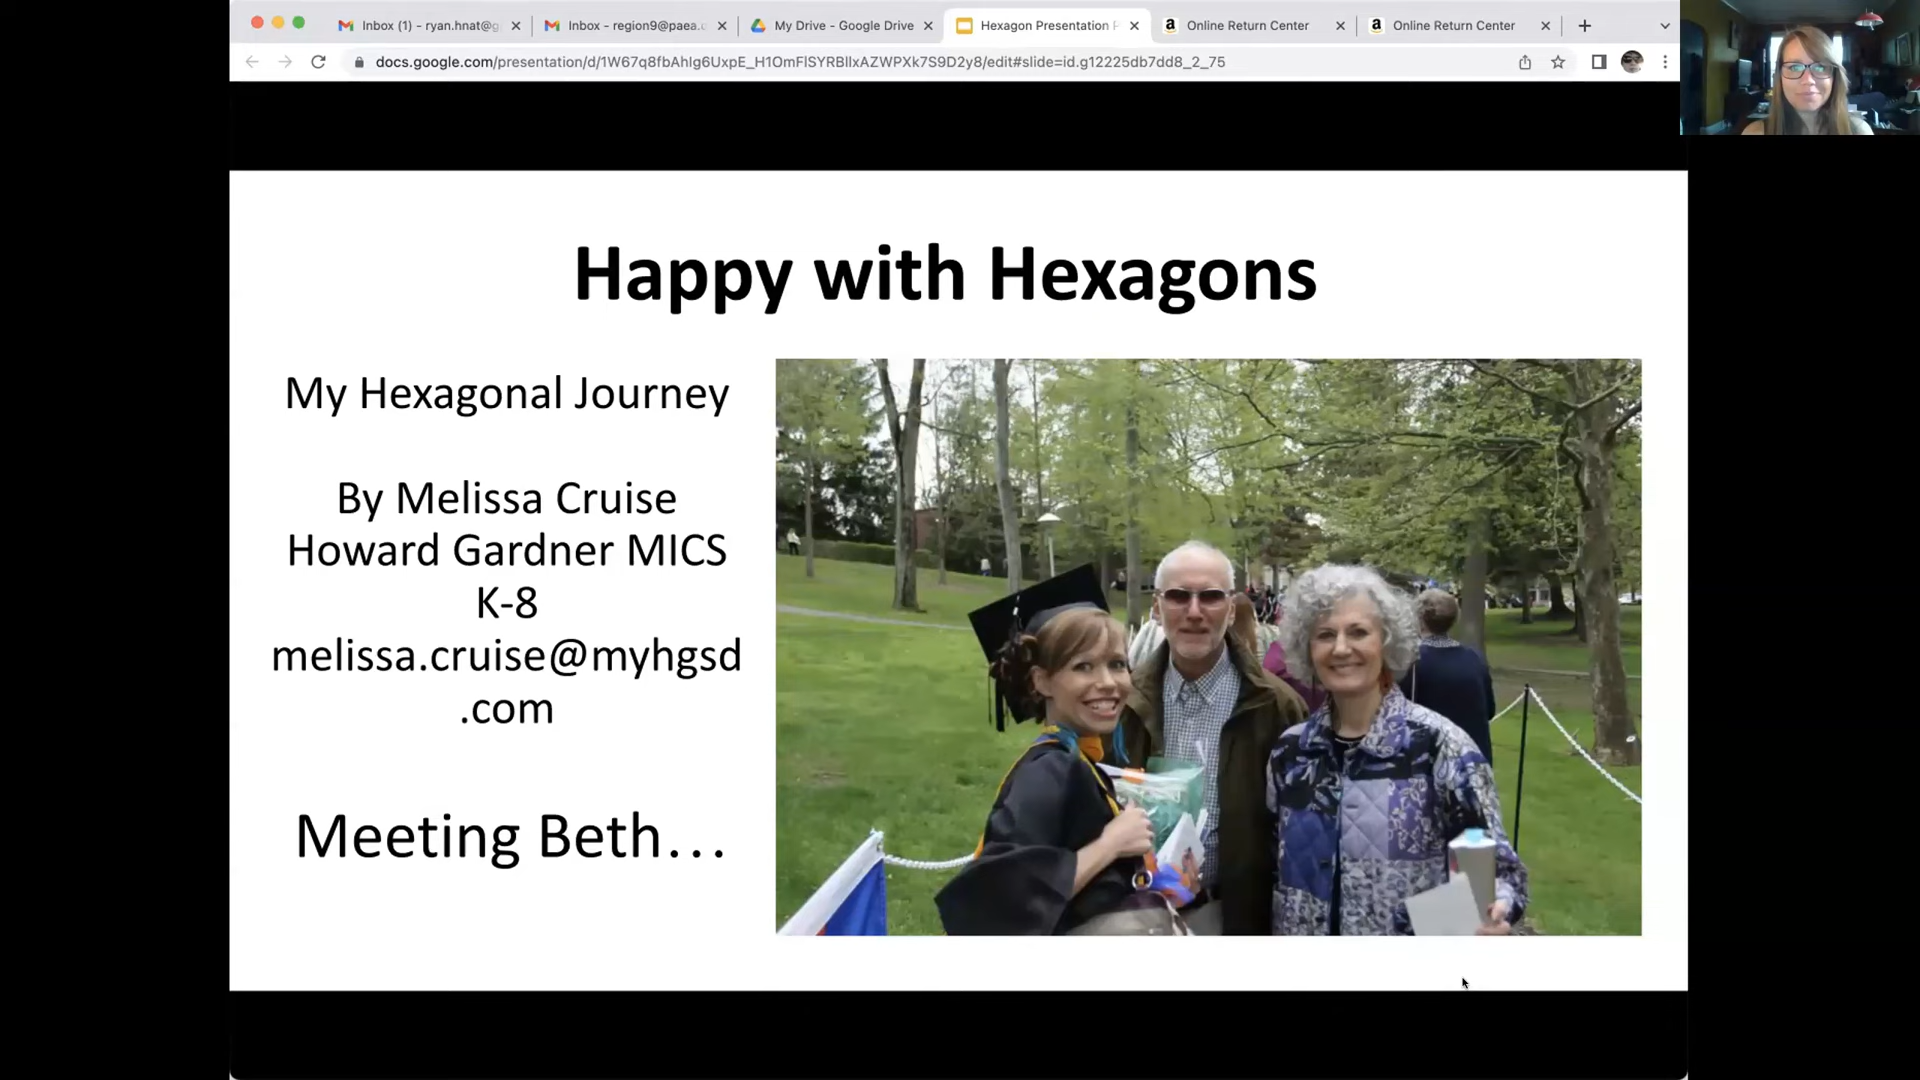 Inbox (1) - ryan.hnat@g
Inbox - region9@paea.c
My Drive - Google Drive
Hexagon Presentation P
Online Return Center
Online Return Center
docs.google.com/presentation/d/1W67q8fbAhIg6UxpE_H1OmFlSYRBllxAZWPXk7S9D2y8/edit#slide=id.g12225db7dd8_2_75
Happy with Hexagons
My Hexagonal Journey
By Melissa Cruise
Howard Gardner MICS
K-8
melissa.cruise@myhgsd
.com
Meeting Beth...